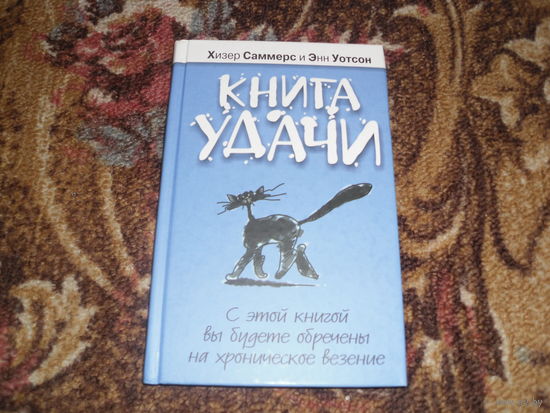 Хизер Саммерс и Энн Уотсон
КНИГА
УДАЧИ
С этой книгой
вы будете обречены
на хроническое везение